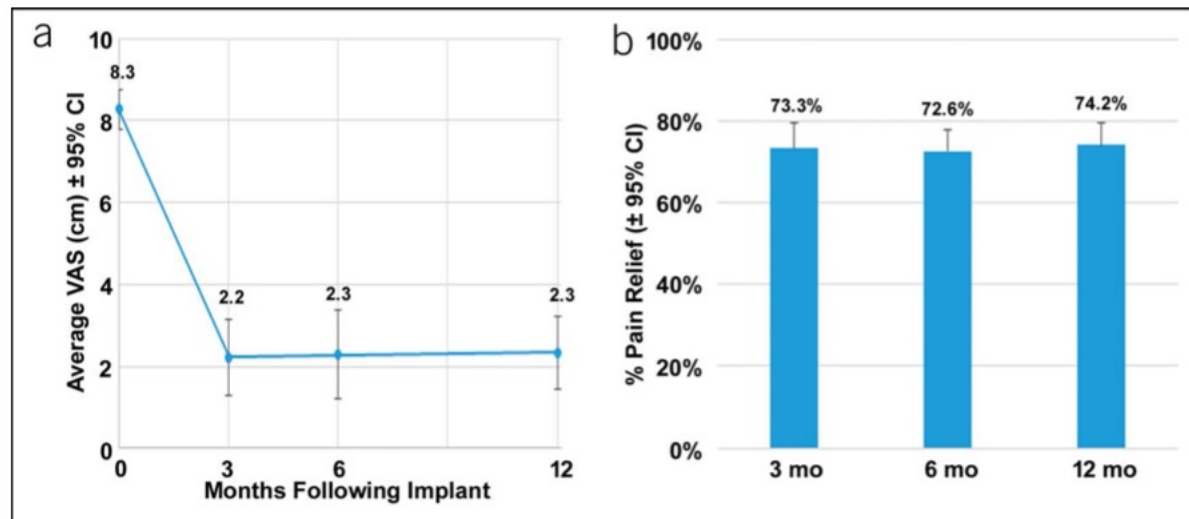 a
Average VAS (cm) ± 95% CI
10
8
6
4
2
0
8.3
2.2
2.3
2.3
0 3 6 12
Months Following Implant
b
% Pain Relief (± 95% CI)
100%
80%
60%
40%
20%
0%
73.3% 72.6% 74.2%
3 mo 6 mo 12 mo